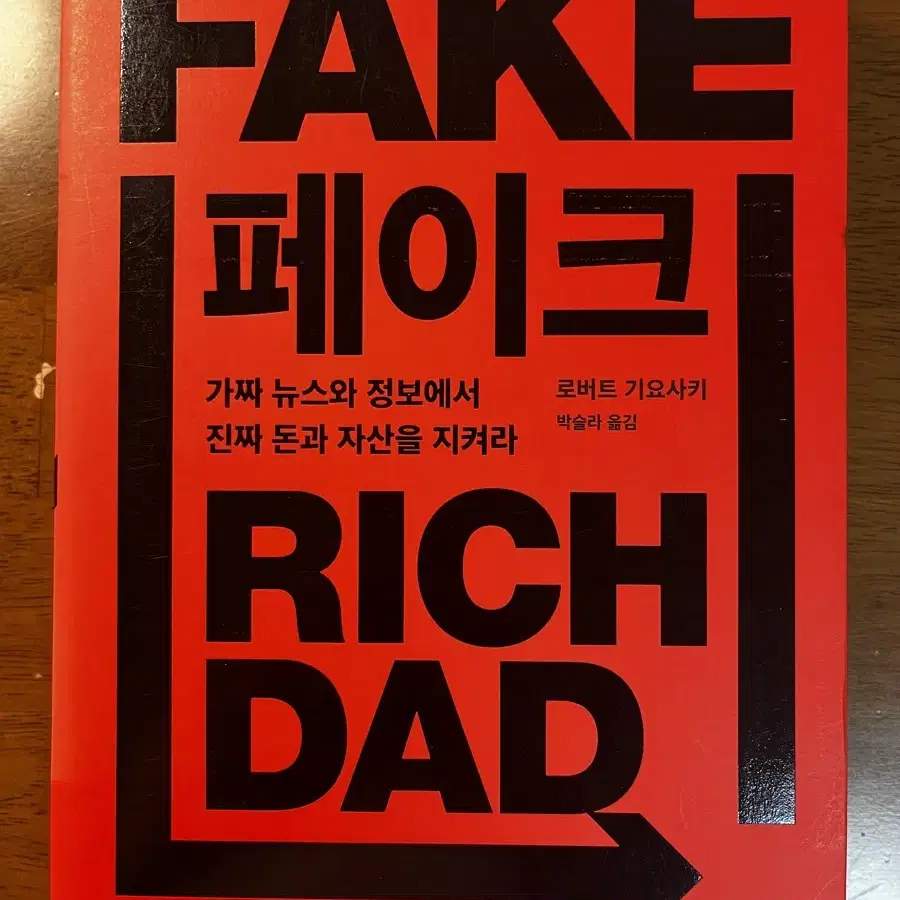 FAKE
페이크
가짜 뉴스와 정보에서
진짜 돈과 자산을 지켜라
로버트 기요사키
박슬라 옮김
RICH
DAD